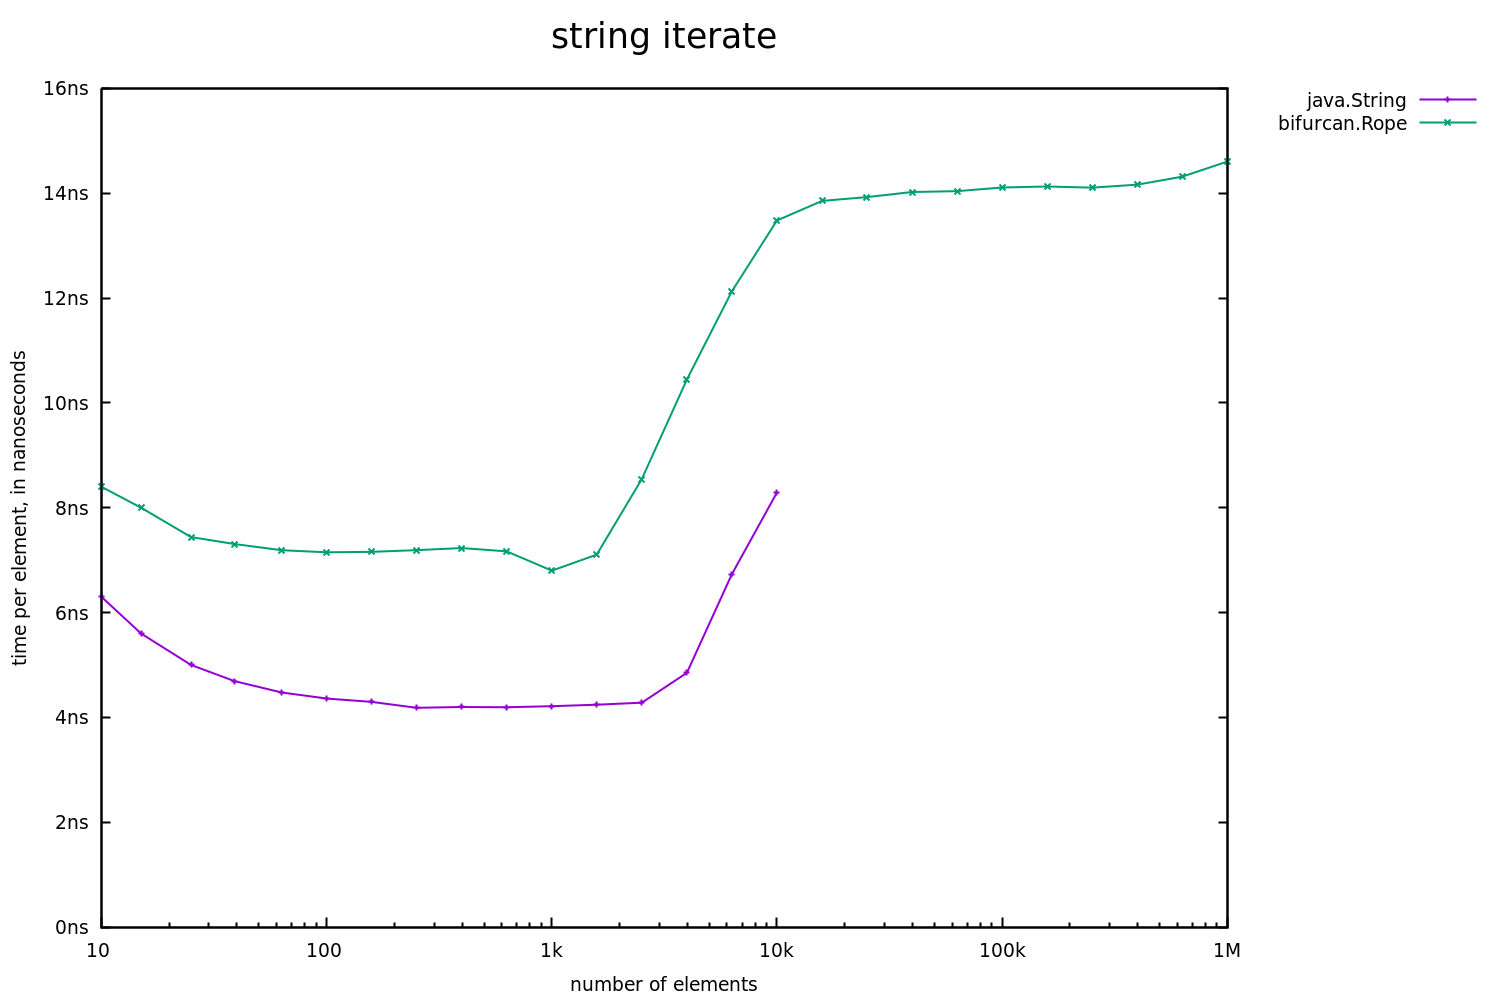 string iterate
java.String
bifurcan.Rope
16ns
14ns
12ns
10ns
8ns
6ns
4ns
2ns
0ns
time per element, in nanoseconds
10 100 1k 10k 100k 1M
number of elements